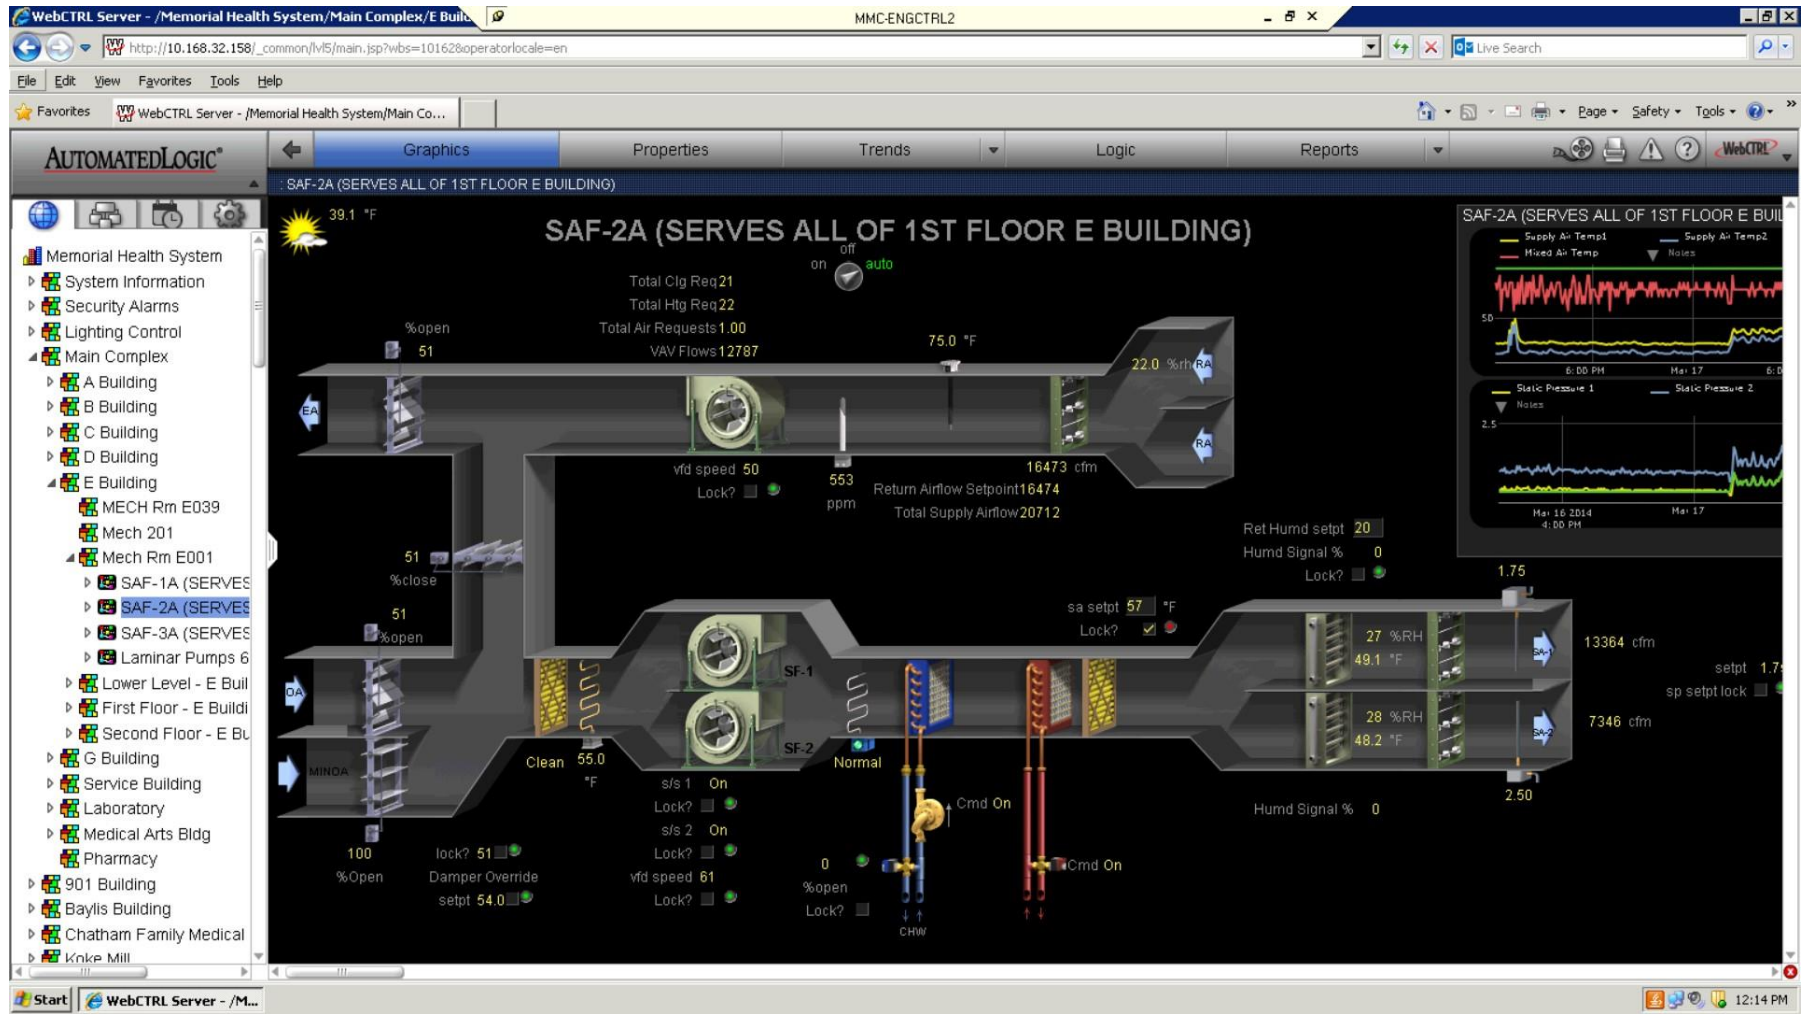 WebCTRL Server - /Memorial Health System/Main Complex/E Build
MMC-ENGCTRL2
http://10.168.32.158/_common/lvl5/main.jsp?wbs=10162&operatorlocale=en
Live Search
File Edit View Favorites Tools Help
Favorites
WebCTRL Server - /Memorial Health System/Main Co...
Page Safety Tools
AUTOMATEDLOGIC®
Graphics Properties Trends Logic Reports
WebCTRL
: SAF-2A (SERVES ALL OF 1ST FLOOR E BUILDING)
Memorial Health System
System Information
Security Alarms
Lighting Control
Main Complex
A Building
B Building
C Building
D Building
E Building
MECH Rm E039
Mech 201
Mech Rm E001
SAF-1A (SERVES
SAF-2A (SERVES
SAF-3A (SERVES
Laminar Pumps 6
Lower Level - E Buil
First Floor - E Buildi
Second Floor - E Bu
G Building
Service Building
Laboratory
Medical Arts Bldg
Pharmacy
901 Building
Baylis Building
Chatham Family Medical
Koke Mill
39.1 °F
SAF-2A (SERVES ALL OF 1ST FLOOR E BUILDING)
off
on auto
Total Clg Req 21
Total Htg Req 22
Total Air Requests 1.00
VAV Flows 12787
%open
51
75.0 °F
22.0 %rh
RA
EA
RA
vfd speed 50
Lock?
553
ppm
16473 cfm
Return Airflow Setpoint 16474
Total Supply Airflow 20712
51
%close
51
%open
OA
MINOA
100
%Open
lock? 51
Damper Override
setpt 54.0
Clean
55.0
°F
SF-1
SF-2
s/s 1 On
Lock?
s/s 2 On
Lock?
vfd speed 61
Lock?
Normal
Cmd On
0
%open
Lock?
CHW
Cmd On
sa setpt 57 °F
Lock?
Ret Humd setpt 20
Humd Signal % 0
Lock?
1.75
27 %RH
49.1 °F
SA-1
13364 cfm
setpt 1.7
sp setpt lock
28 %RH
48.2 °F
SA-2
7346 cfm
2.50
Humd Signal % 0
SAF-2A (SERVES ALL OF 1ST FLOOR E BUIL
Supply Air Temp1 Supply Air Temp2
Mixed Air Temp Notes
50
6:00 PM Mar 17
Static Pressure 1 Static Pressure 2
Notes
2.5
Mar 16 2014 Mar 17
4:00 PM
Start
WebCTRL Server - /M...
12:14 PM